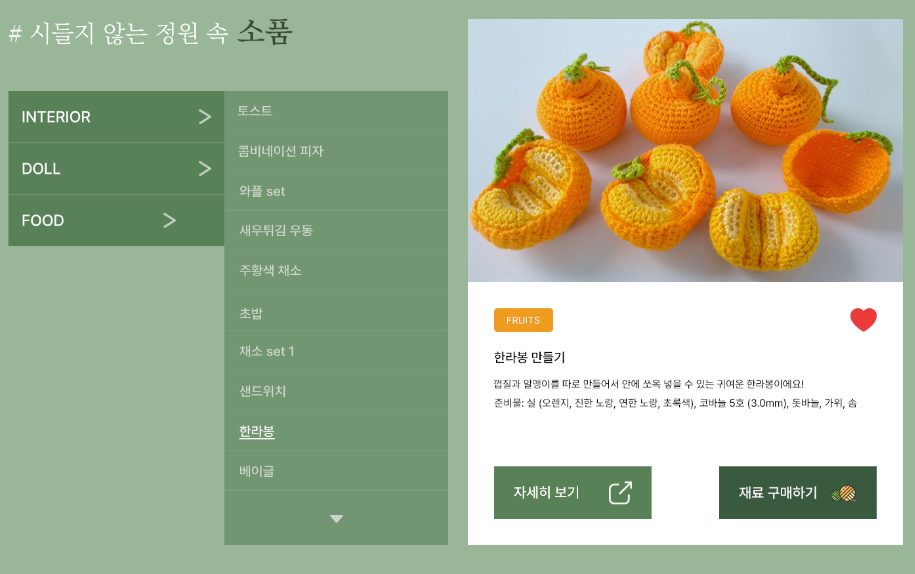 # 시들지 않는 정원 속 소품
INTERIOR
DOLL
FOOD
토스트
콤비네이션 피자
와플 set
새우튀김 우동
주황색 채소
초밥
채소 set 1
샌드위치
한라봉
베이글
FRUITS
한라봉 만들기
껍질과 알맹이를 따로 만들어서 안에 쏘옥 넣을 수 있는 귀여운 한라봉이에요!
준비물: 실 (오렌지, 진한 노랑, 연한 노랑, 초록색), 코바늘 5호 (3.0mm), 돗바늘, 가위, 솜
자세히 보기
재료 구매하기